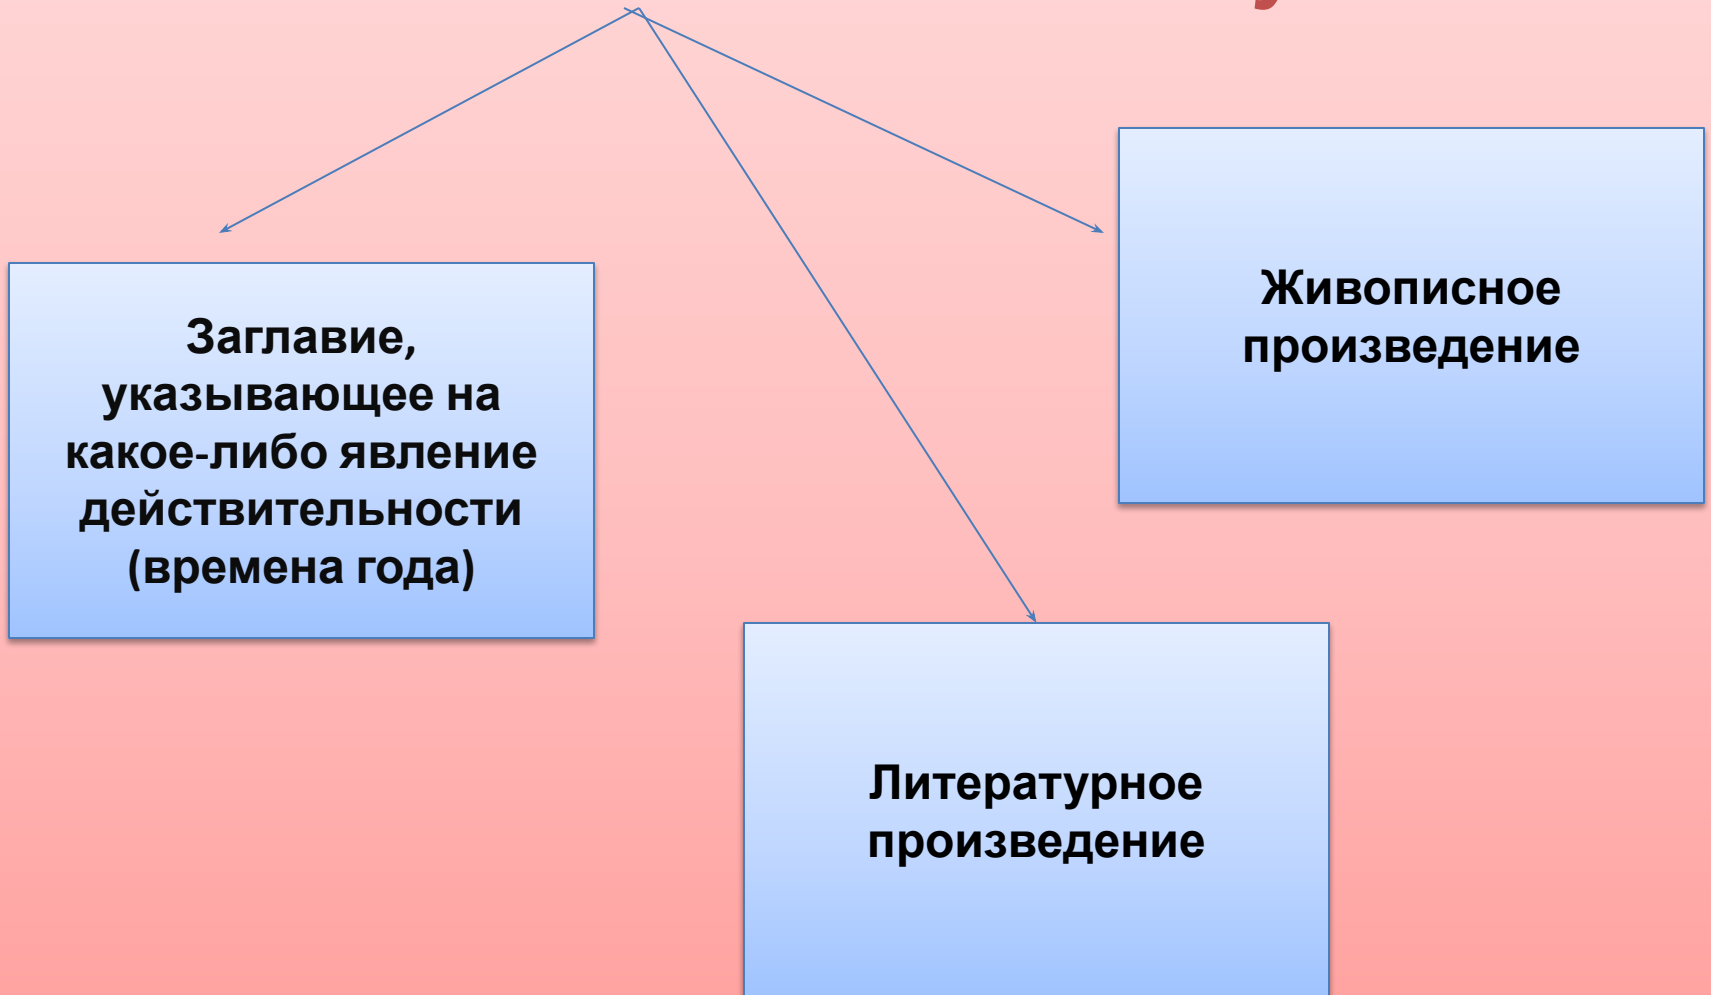 Заглавие,
указывающее на
какое-либо явление
действительности
(времена года)
Живописное
произведение
Литературное
произведение